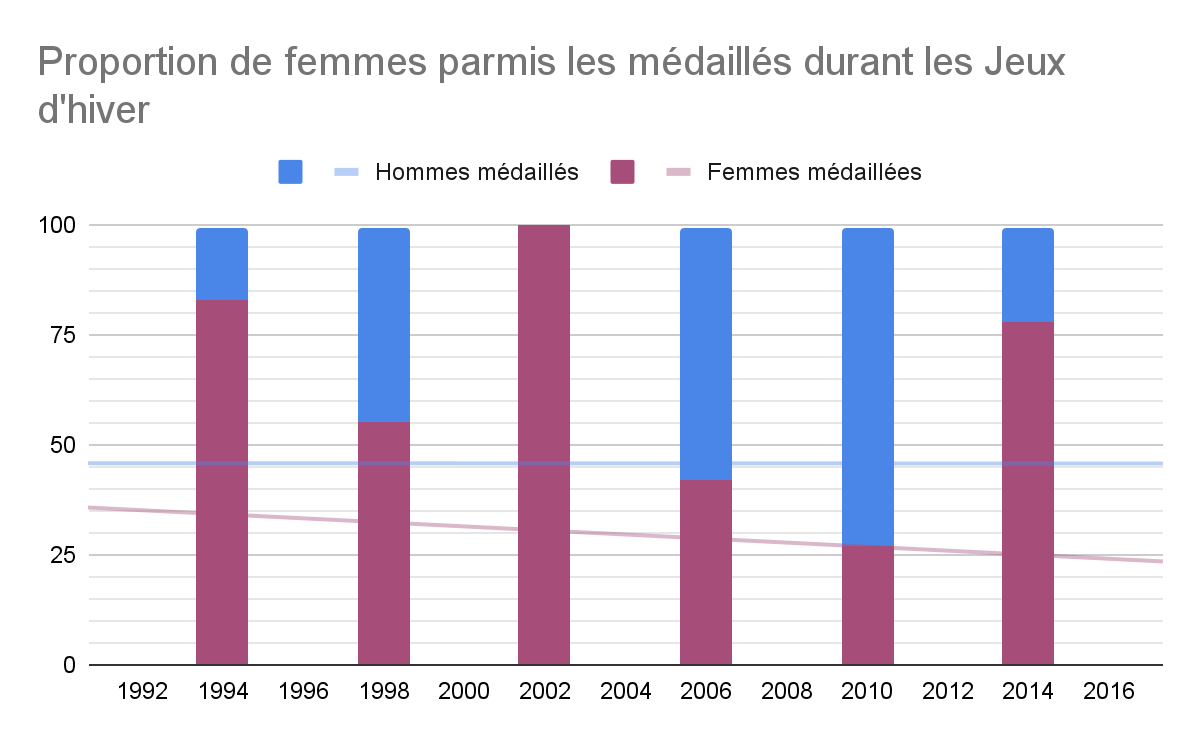 Proportion de femmes parmis les médaillés durant les Jeux
d'hiver
Hommes médaillés Femmes médaillées
100
75
50
25
0
1992 1994 1996 1998 2000 2002 2004 2006 2008 2010 2012 2014 2016